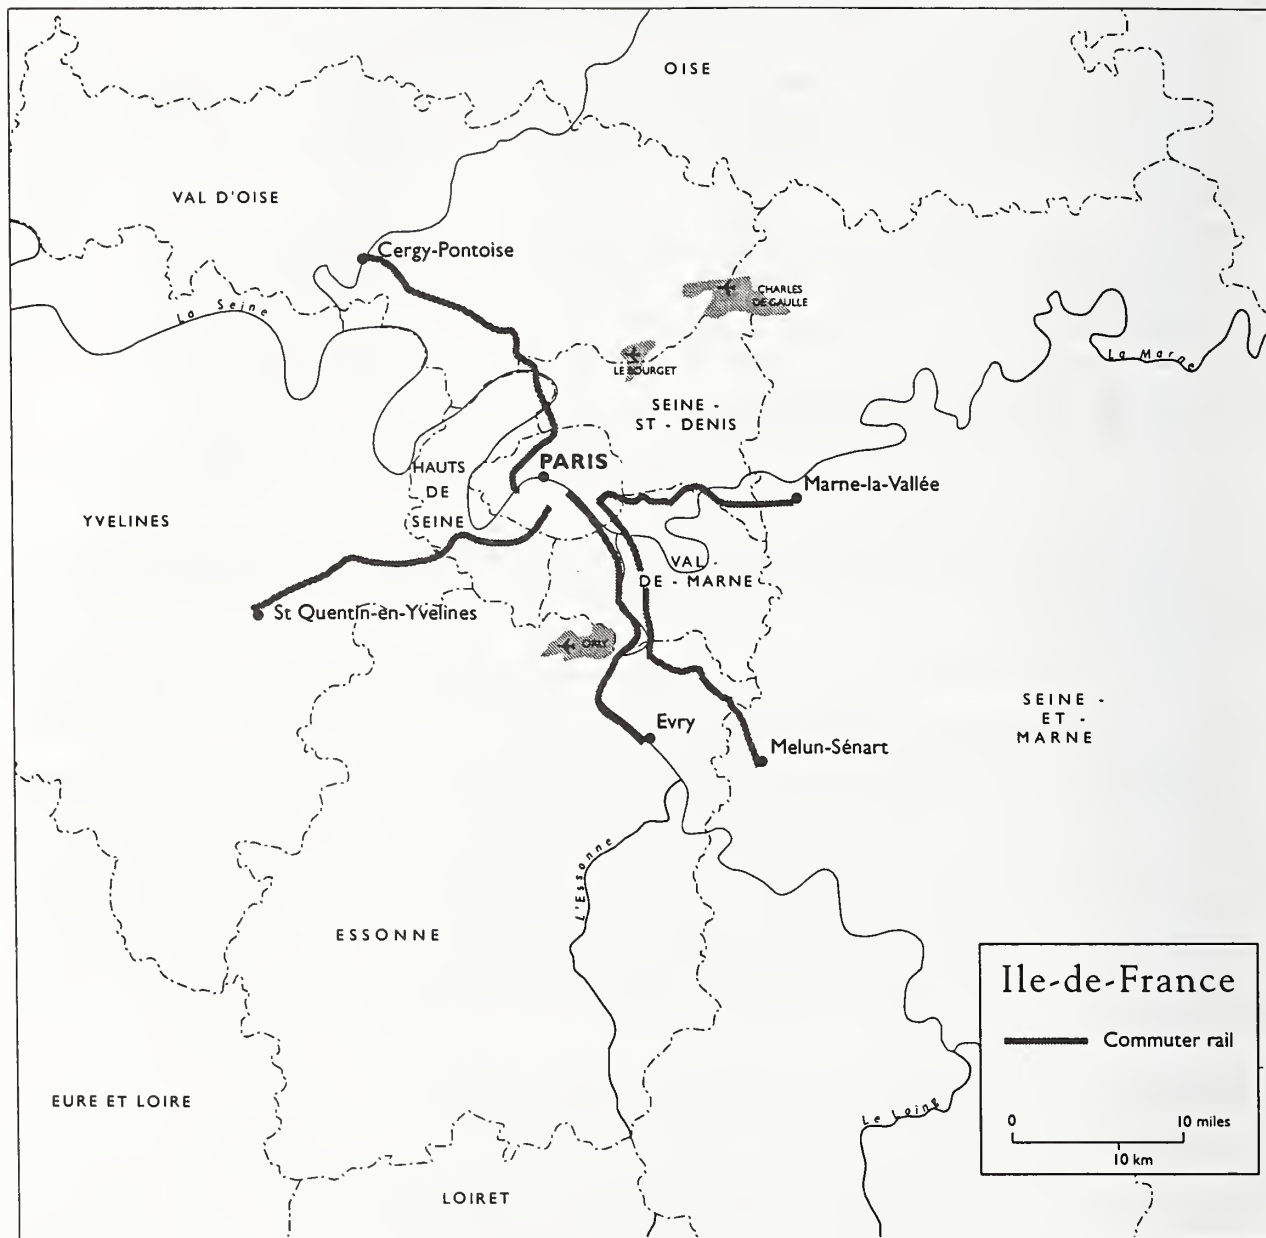 OISE
VAL D'OISE
Cergy-Pontoise
La Seine
CHARLES
DE GAULLE
La Marne
LE BOURGET
SEINE -
ST - DENIS
PARIS
HAUTS
DE
SEINE
Marne-la-Vallée
YVELINES
VAL -
DE - MARNE
St Quentin-en-Yvelines
ORLY
SEINE -
ET -
MARNE
Evry
Melun-Sénart
L'Essonne
ESSONNE
Ile-de-France
Commuter rail
EURE ET LOIRE
Le Loing
0 10 miles
10 km
LOIRET